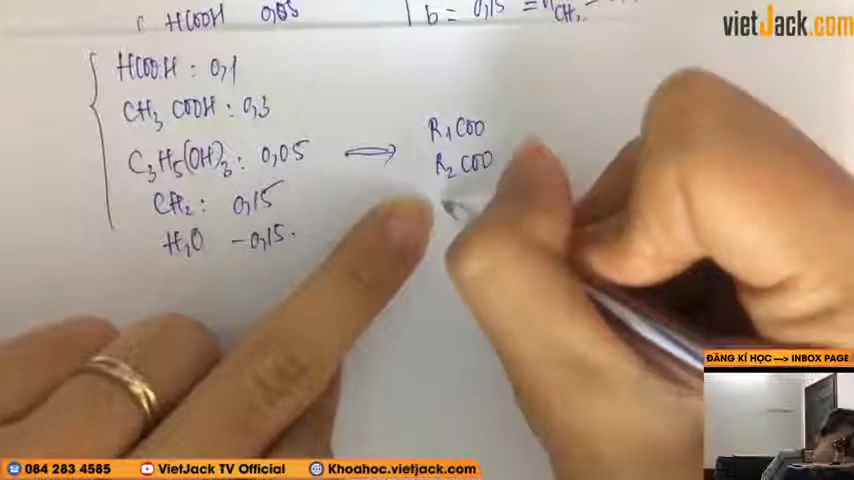 HCOOH 0,05
b = 0,15 = nCH₂
HCOOH : 0,1
CH₃COOH : 0,3
C₃H₅(OH)₃ : 0,05
CH₂ : 0,15
H₂O -0,15.
R₁COO
R₂COO
vietJack.com
ĐĂNG KÍ HỌC —> INBOX PAGE
084 283 4585 VietJack TV Official Khoahoc.vietjack.com